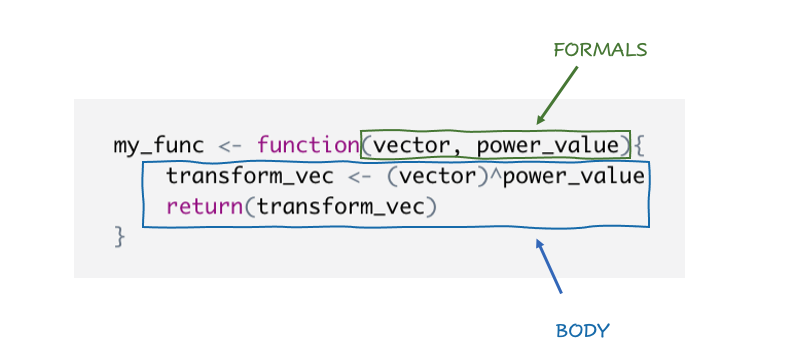 FORMALS
my_func <- function(vector, power_value){
transform_vec <- (vector)^power_value
return(transform_vec)
}
BODY